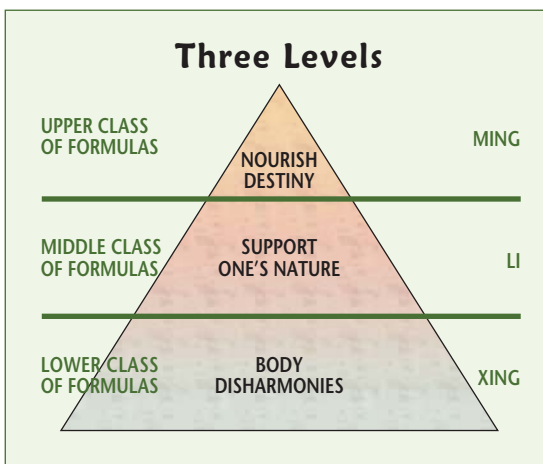 Three Levels
UPPER CLASS
OF FORMULAS
NOURISH
DESTINY
MING
MIDDLE CLASS
OF FORMULAS
SUPPORT
ONE'S NATURE
LI
LOWER CLASS
OF FORMULAS
BODY
DISHARMONIES
XING